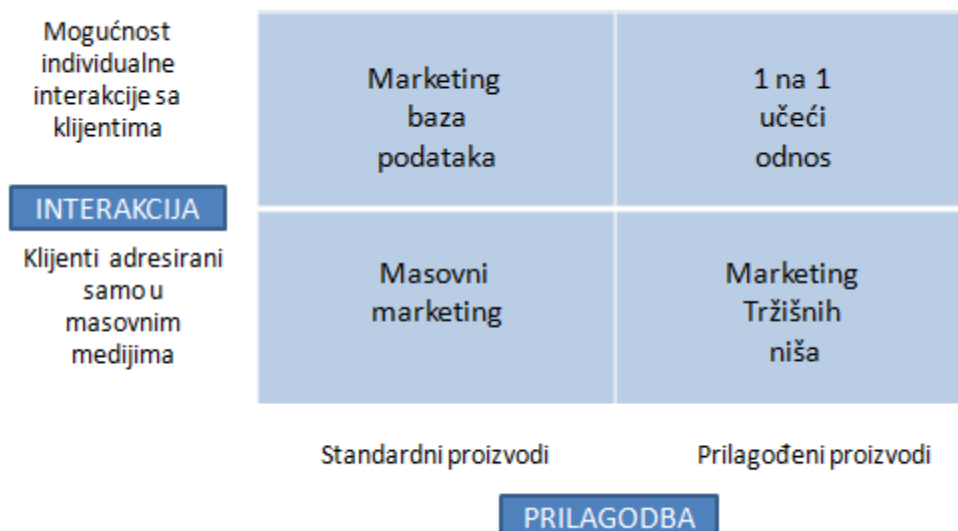 Mogućnost
individualne
interakcije sa
klijentima
Marketing
baza
podataka
1 na 1
učeći
odnos
INTERAKCIJA
Klijenti adresirani
samo u
masovnim
medijima
Masovni
marketing
Marketing
Tržišnih
niša
Standardni proizvodi
Prilagođeni proizvodi
PRILAGODBA